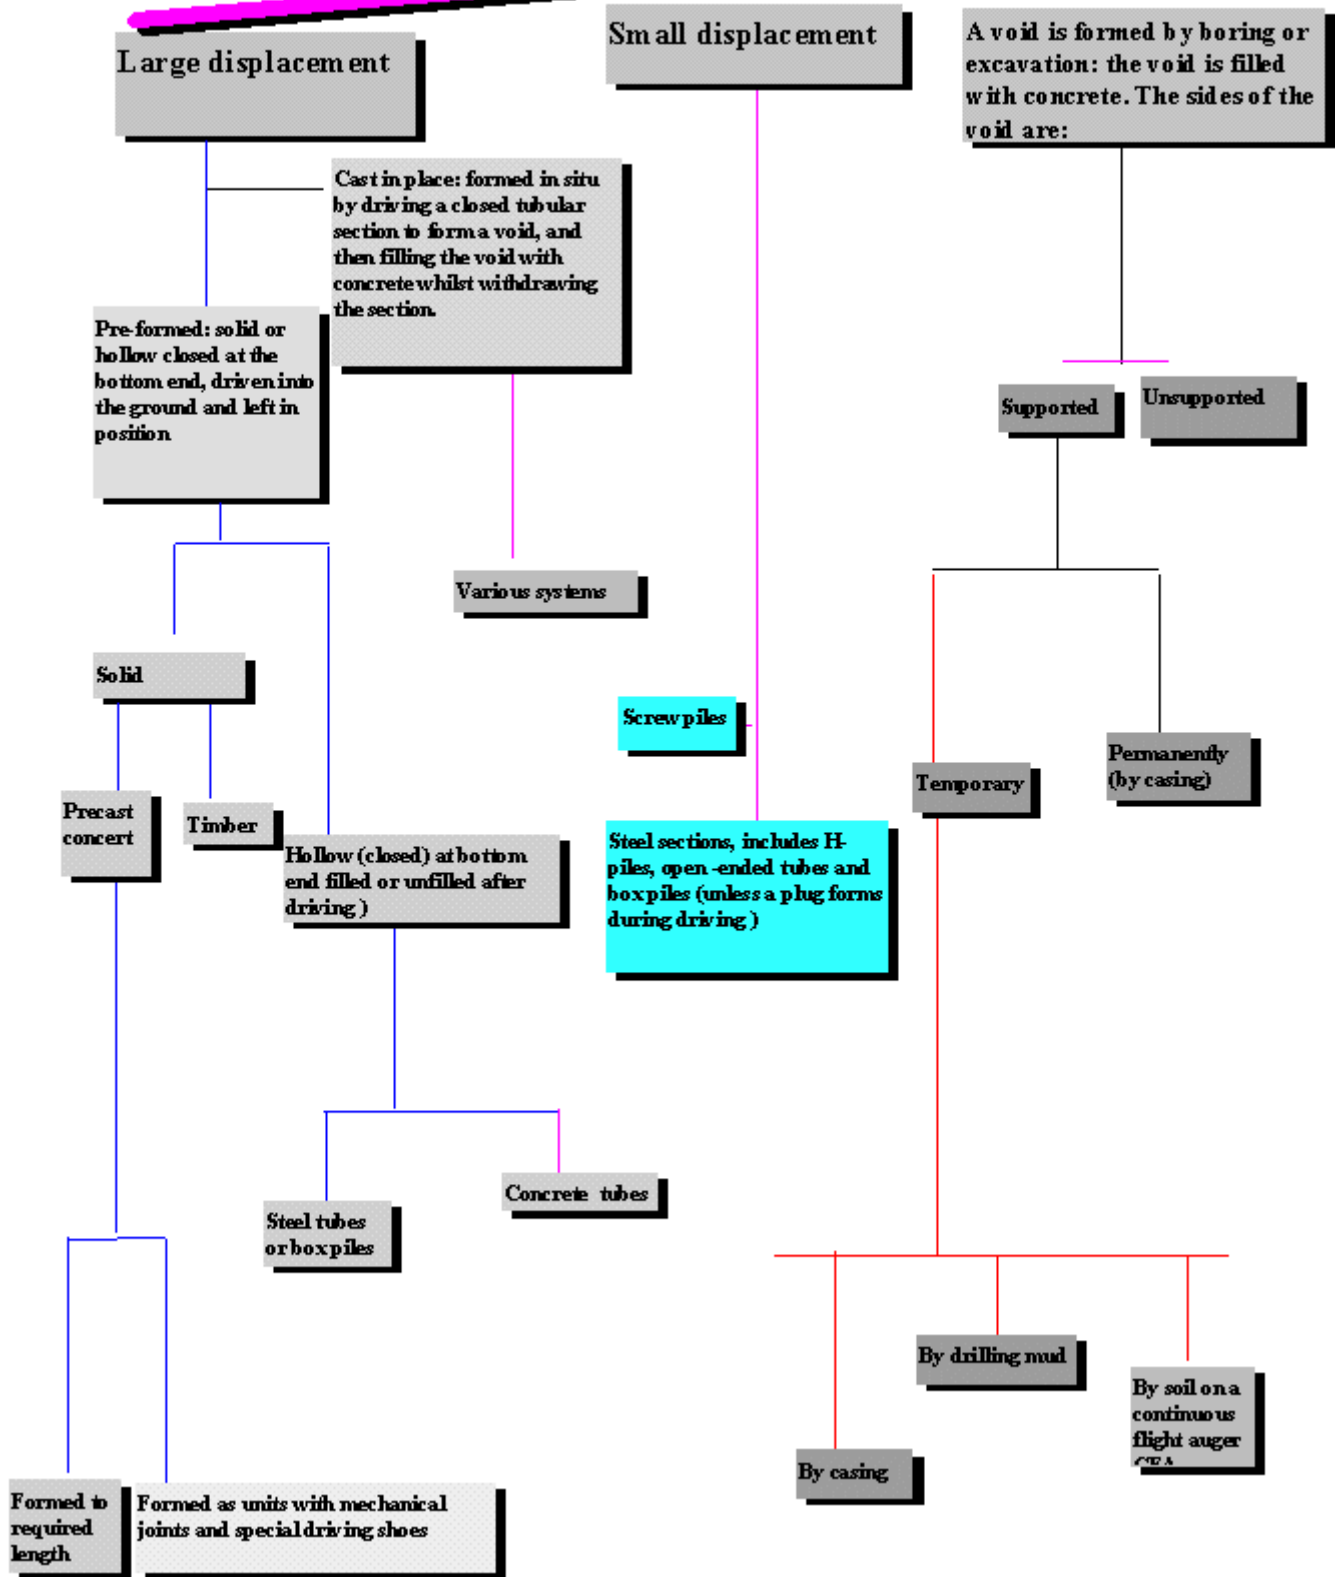 Large displacement
Small displacement
A void is formed by boring or
excavation: the void is filled
with concrete. The sides of the
void are:
Cast in place: formed in situ
by driving a closed tubular
section to form a void, and
then filling the void with
concrete whilst withdrawing
the section.
Pre-formed: solid or
hollow closed at the
bottom end, driven into
the ground and left in
position
Supported
Unsupported
Various systems
Solid
Screw piles
Permanently
(by casing)
Temporary
Precast
concert
Timber
Hollow (closed) at bottom
end filled or unfilled after
driving )
Steel sections, includes H-
piles, open -ended tubes and
box piles (unless a plug forms
during driving )
Concrete tubes
Steel tubes
or box piles
By drilling mud
By soil on a
continuous
flight auger
CFA
By casing
Formed to
required
length
Formed as units with mechanical
joints and special driving shoes